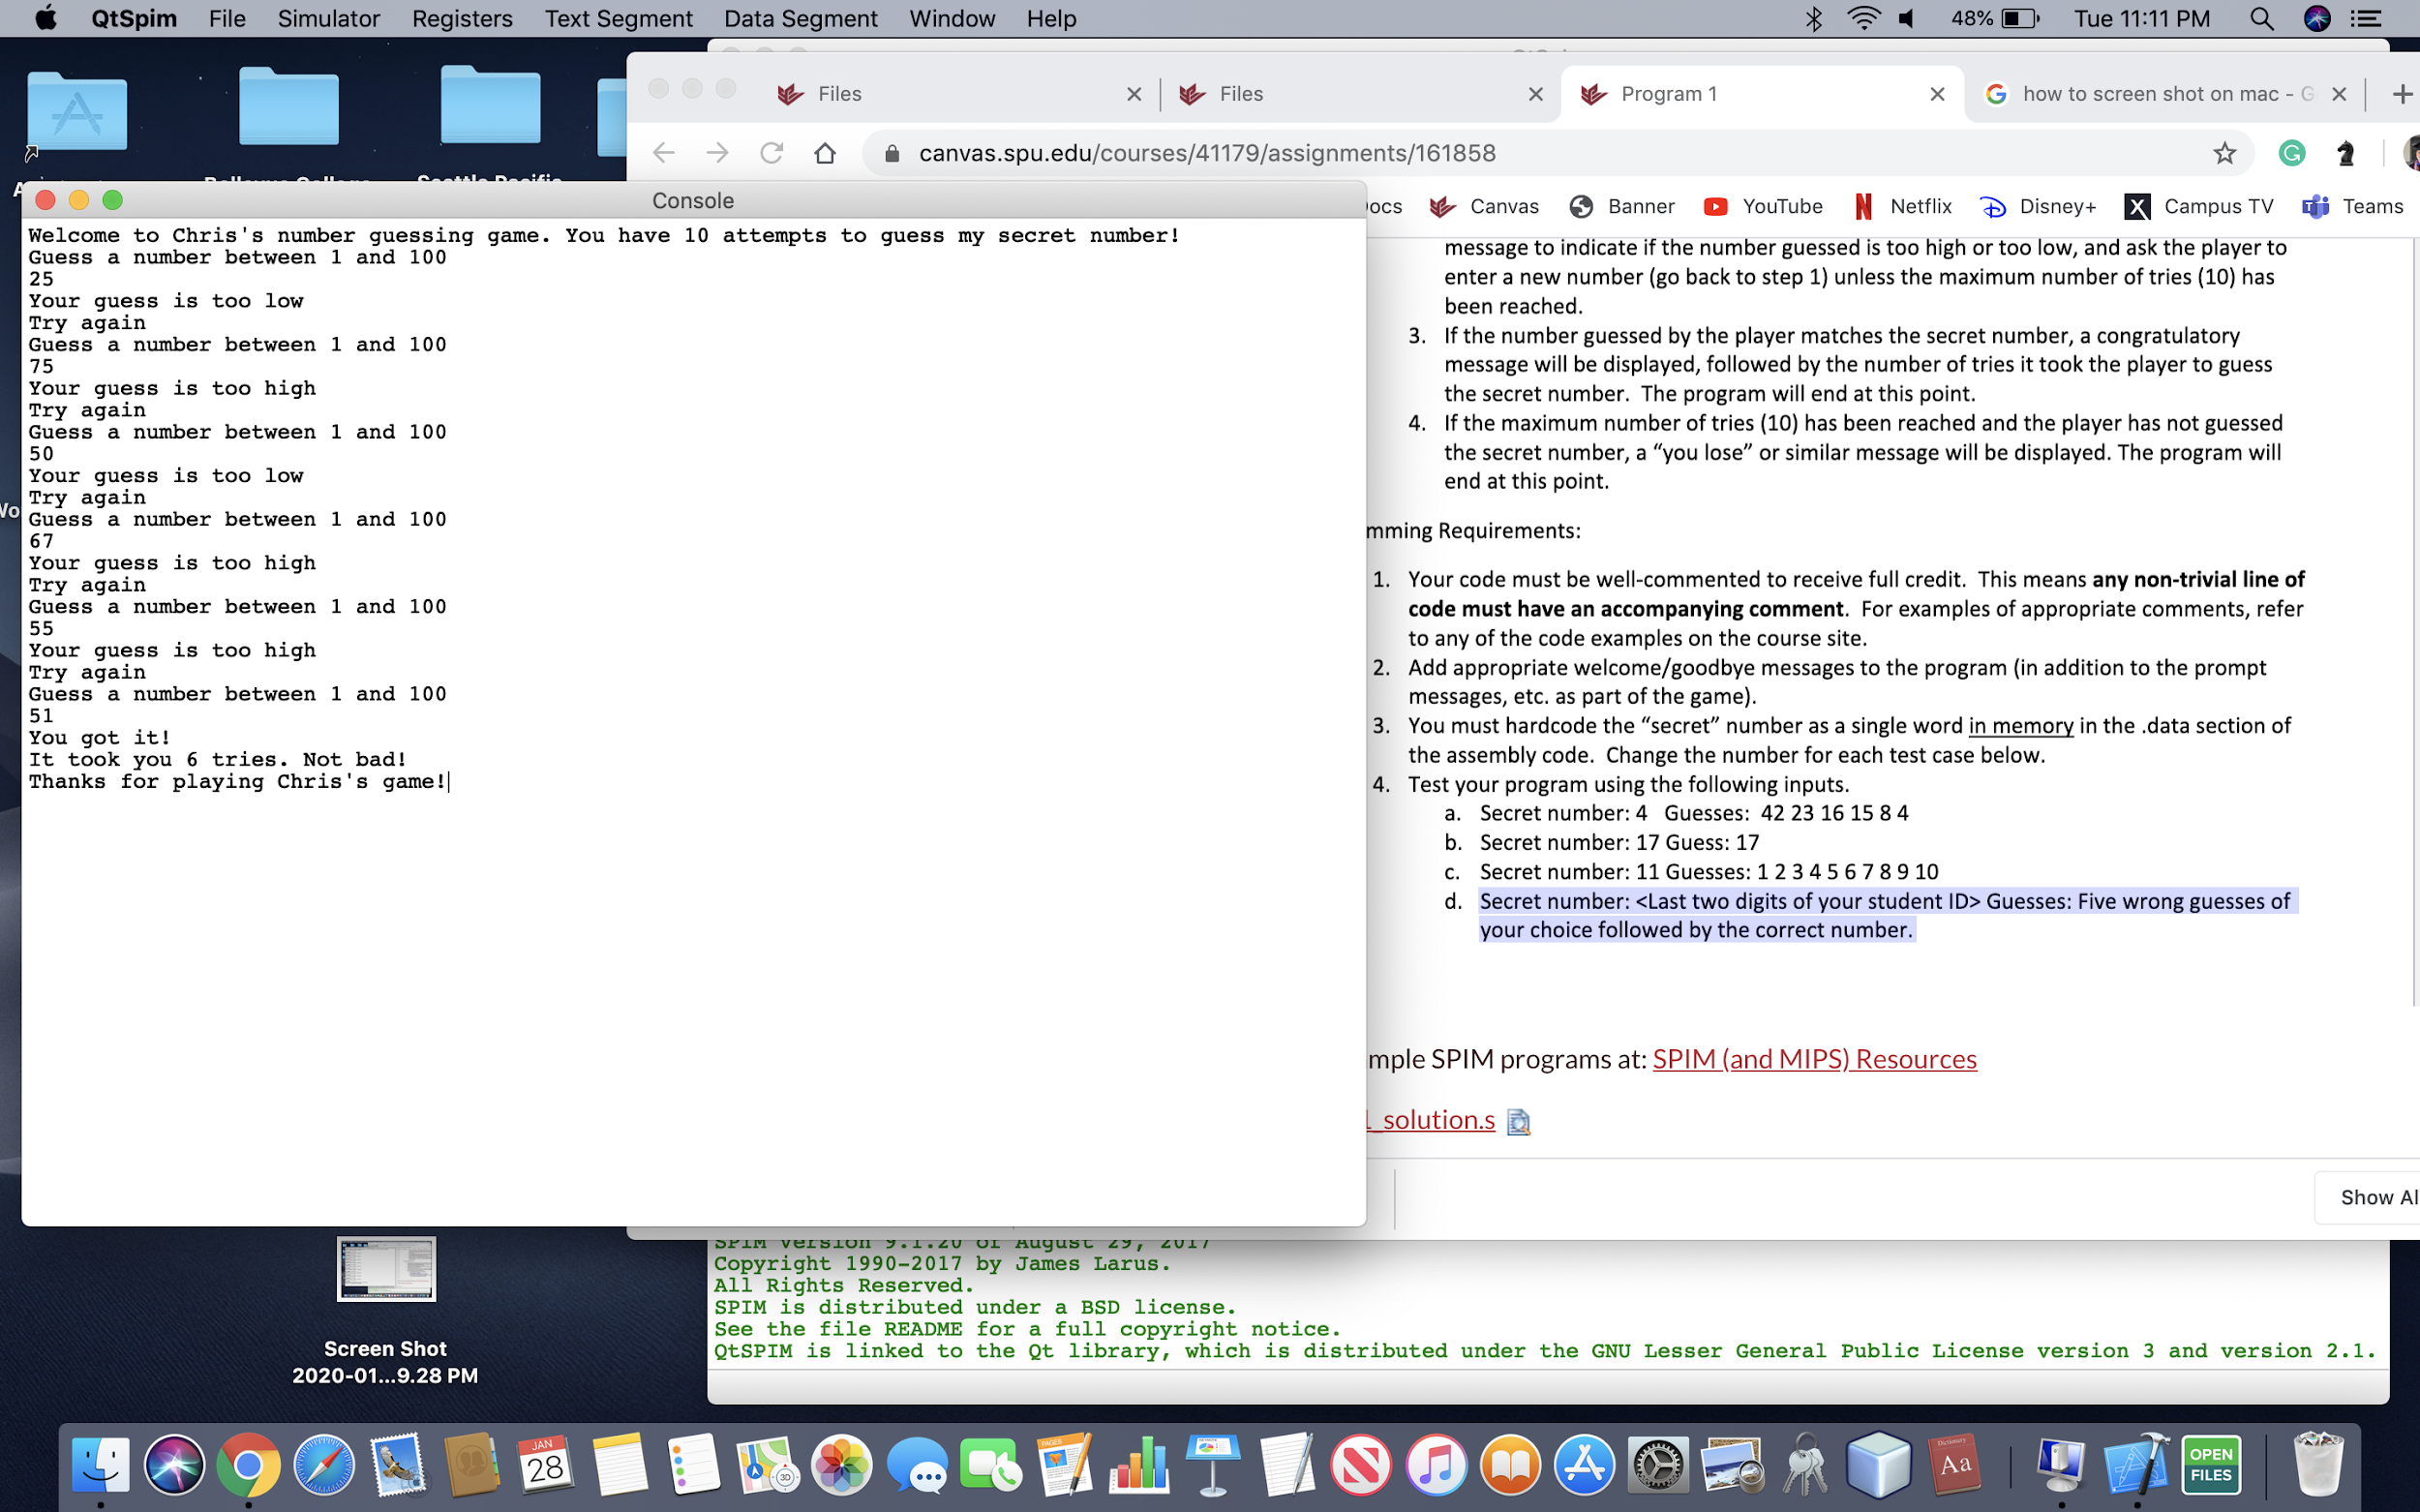 QtSpim File Simulator Registers Text Segment Data Segment Window Help 48% Tue 11:11 PM
Files Files Program 1 how to screen shot on mac - G
canvas.spu.edu/courses/41179/assignments/161858
Canvas Banner YouTube Netflix Disney+ Campus TV Teams
Console
Welcome to Chris's number guessing game. You have 10 attempts to guess my secret number!
Guess a number between 1 and 100
25
Your guess is too low
Try again
Guess a number between 1 and 100
75
Your guess is too high
Try again
Guess a number between 1 and 100
50
Your guess is too low
Try again
Guess a number between 1 and 100
67
Your guess is too high
Try again
Guess a number between 1 and 100
55
Your guess is too high
Try again
Guess a number between 1 and 100
51
You got it!
It took you 6 tries. Not bad!
Thanks for playing Chris's game!
message to indicate if the number guessed is too high or too low, and ask the player to
enter a new number (go back to step 1) unless the maximum number of tries (10) has
been reached.
3. If the number guessed by the player matches the secret number, a congratulatory
message will be displayed, followed by the number of tries it took the player to guess
the secret number. The program will end at this point.
4. If the maximum number of tries (10) has been reached and the player has not guessed
the secret number, a “you lose” or similar message will be displayed. The program will
end at this point.
mming Requirements:
1. Your code must be well-commented to receive full credit. This means any non-trivial line of
code must have an accompanying comment. For examples of appropriate comments, refer
to any of the code examples on the course site.
2. Add appropriate welcome/goodbye messages to the program (in addition to the prompt
messages, etc. as part of the game).
3. You must hardcode the “secret” number as a single word in memory in the .data section of
the assembly code. Change the number for each test case below.
4. Test your program using the following inputs.
a. Secret number: 4 Guesses: 42 23 16 15 8 4
b. Secret number: 17 Guess: 17
c. Secret number: 11 Guesses: 1 2 3 4 5 6 7 8 9 10
d. Secret number: <Last two digits of your student ID> Guesses: Five wrong guesses of
your choice followed by the correct number.
mple SPIM programs at: SPIM (and MIPS) Resources
1_solution.s
Show Al
SPIM Version 9.1.20 of August 29, 2017
Copyright 1990-2017 by James Larus.
All Rights Reserved.
SPIM is distributed under a BSD license.
See the file README for a full copyright notice.
QtSPIM is linked to the Qt library, which is distributed under the GNU Lesser General Public License version 3 and version 2.1.
Screen Shot
2020-01...9.28 PM
JAN
28
PAGES
3D
Dictionary
Aa
OPEN
FILES